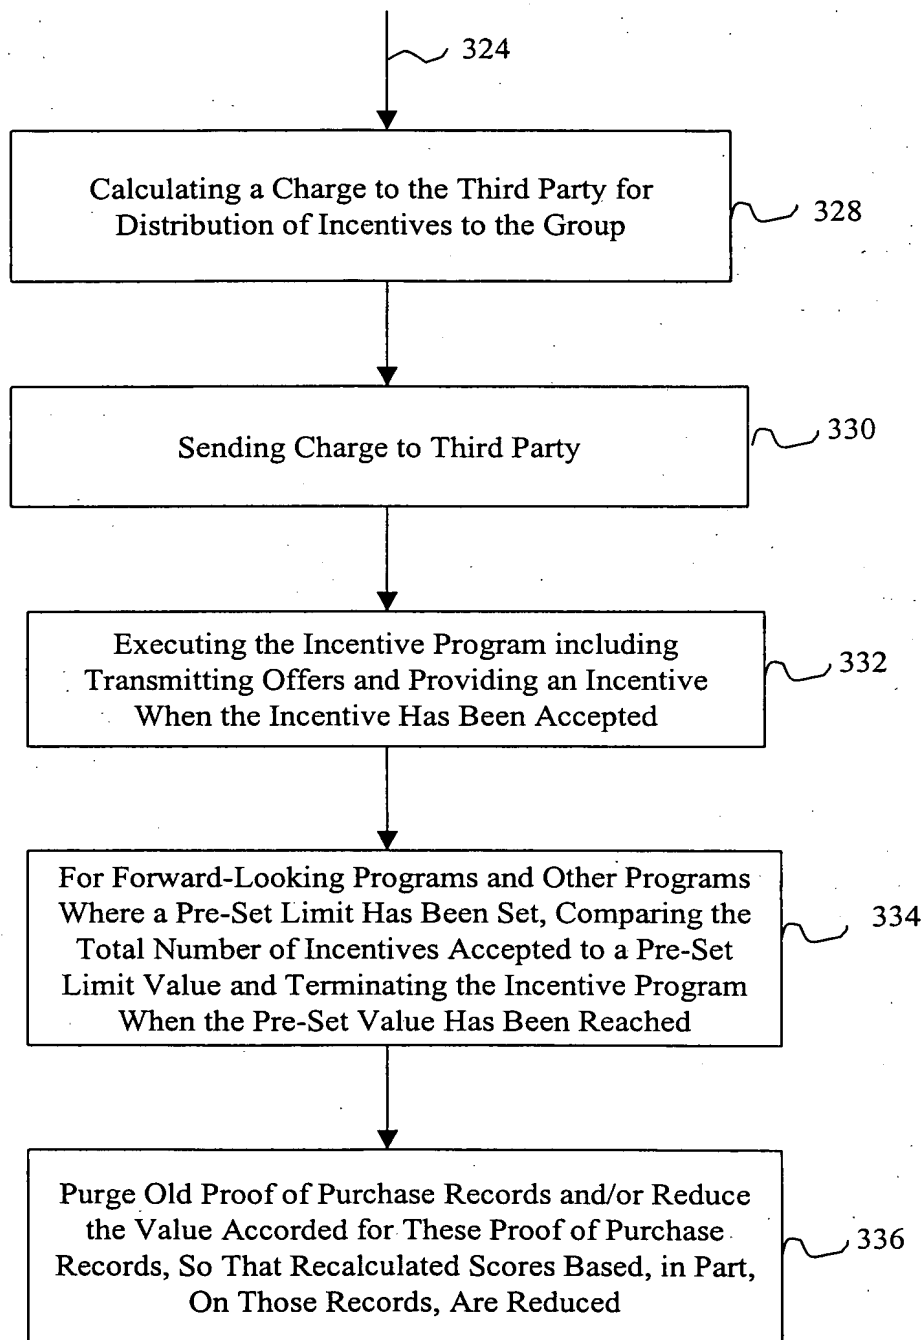 324
Calculating a Charge to the Third Party for
Distribution of Incentives to the Group
328
Sending Charge to Third Party
330
Executing the Incentive Program including
Transmitting Offers and Providing an Incentive
When the Incentive Has Been Accepted
332
For Forward-Looking Programs and Other Programs
Where a Pre-Set Limit Has Been Set, Comparing the
Total Number of Incentives Accepted to a Pre-Set
Limit Value and Terminating the Incentive Program
When the Pre-Set Value Has Been Reached
334
Purge Old Proof of Purchase Records and/or Reduce
the Value Accorded for These Proof of Purchase
Records, So That Recalculated Scores Based, in Part,
On Those Records, Are Reduced
336